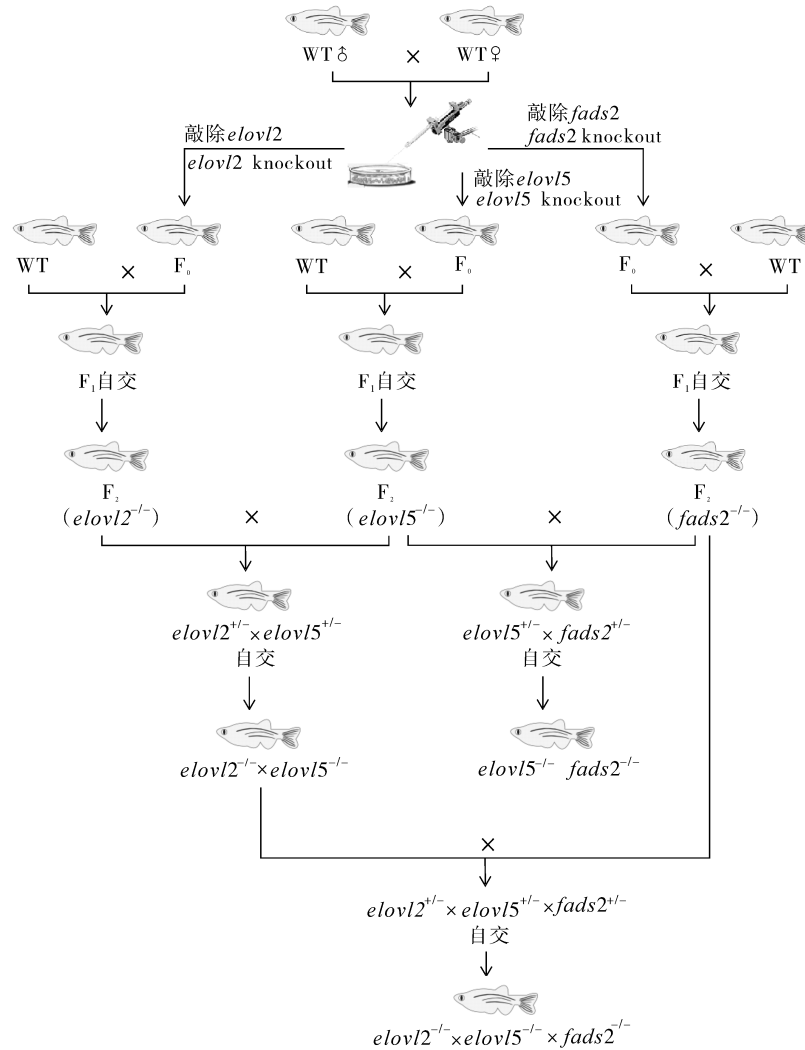 WT♂ × WT♀
敲除elovl2
elovl2 knockout
敲除fads2
fads2 knockout
敲除elovl5
elovl5 knockout
WT × F₀
WT × F₀
F₀ × WT
F₁自交
F₁自交
F₁自交
F₂
(elovl2⁻/⁻)
×
F₂
(elovl5⁻/⁻)
×
F₂
(fads2⁻/⁻)
elovl2⁺/⁻×elovl5⁺/⁻
自交
elovl5⁺/⁻×fads2⁺/⁻
自交
elovl2⁻/⁻×elovl5⁻/⁻
elovl5⁻/⁻ fads2⁻/⁻
×
elovl2⁺/⁻×elovl5⁺/⁻×fads2⁺/⁻
自交
elovl2⁻/⁻×elovl5⁻/⁻×fads2⁻/⁻